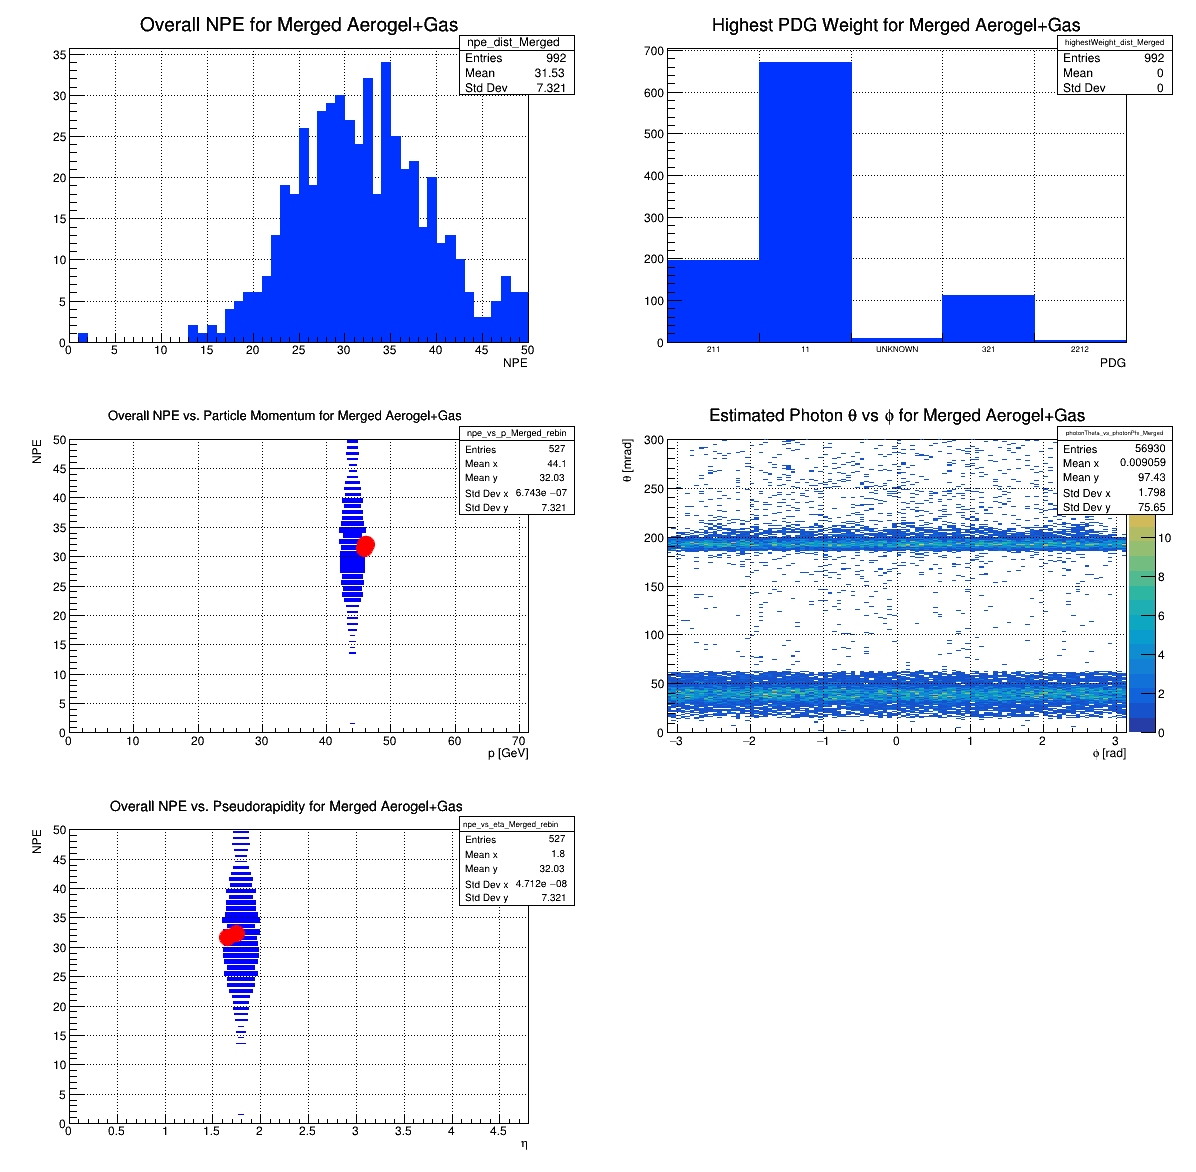 Overall NPE for Merged Aerogel+Gas
npe_dist_Merged
Entries 992
Mean 31.53
Std Dev 7.321
35
30
25
20
15
10
5
0
0 5 10 15 20 25 30 35 40 45 50
NPE
Highest PDG Weight for Merged Aerogel+Gas
highestWeight_dist_Merged
Entries 992
Mean 0
Std Dev 0
700
600
500
400
300
200
100
0
211 11 UNKNOWN 321 2212
PDG
Overall NPE vs. Particle Momentum for Merged Aerogel+Gas
npe_vs_p_Merged_rebin
Entries 527
Mean x 44.1
Mean y 32.03
Std Dev x 6.743e −07
Std Dev y 7.321
NPE
50
45
40
35
30
25
20
15
10
5
0
0 10 20 30 40 50 60 70
p [GeV]
Estimated Photon θ vs ϕ for Merged Aerogel+Gas
photonTheta_vs_photonPhi_Merged
Entries 56930
Mean x 0.009059
Mean y 97.43
Std Dev x 1.798
Std Dev y 75.65
θ [mrad]
300
250
200
150
100
50
0
−3 −2 −1 0 1 2 3
ϕ [rad]
10
8
6
4
2
0
Overall NPE vs. Pseudorapidity for Merged Aerogel+Gas
npe_vs_eta_Merged_rebin
Entries 527
Mean x 1.8
Mean y 32.03
Std Dev x 4.712e −08
Std Dev y 7.321
NPE
50
45
40
35
30
25
20
15
10
5
0
0 0.5 1 1.5 2 2.5 3 3.5 4 4.5
η